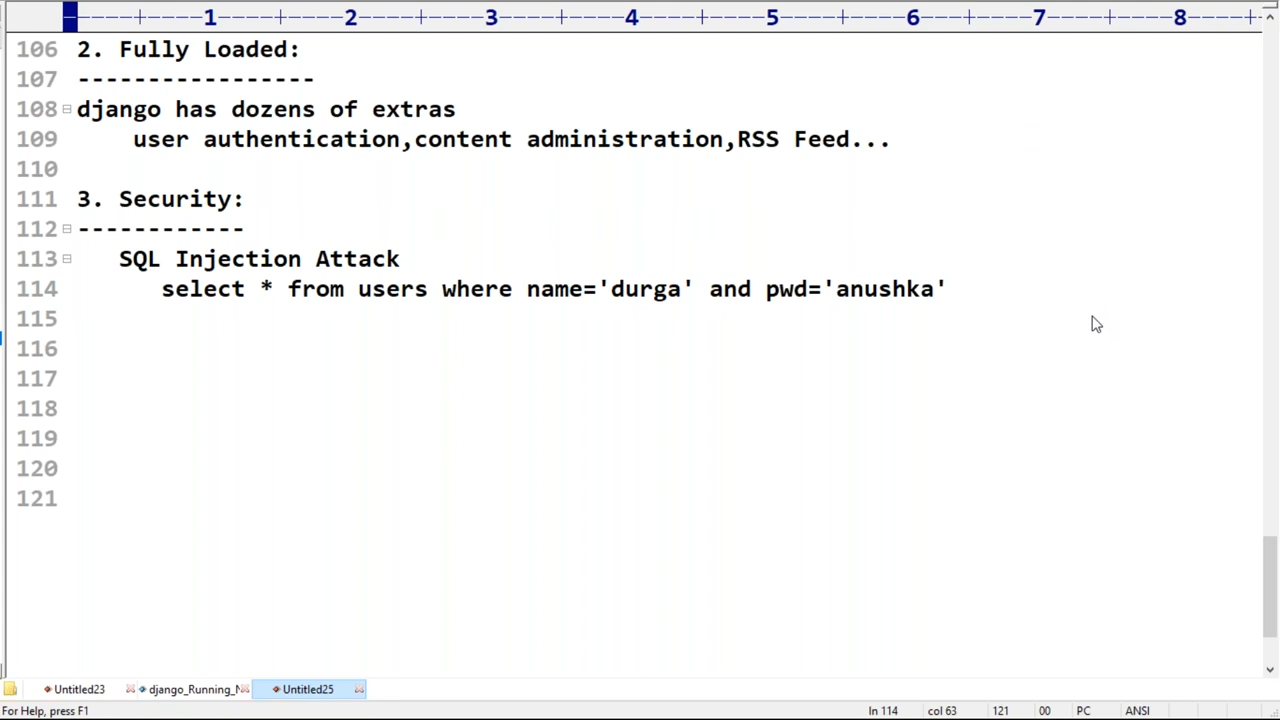 ----+----1----+----2----+----3----+----4----+----5----+----6----+----7----+----8----+
106 2. Fully Loaded:
107 -----------------
108 django has dozens of extras
109 user authentication,content administration,RSS Feed...
110
111 3. Security:
112 ------------
113 SQL Injection Attack
114 select * from users where name='durga' and pwd='anushka'
115
116
117
118
119
120
121
Untitled23 django_Running_N Untitled25
For Help, press F1 ln 114 col 63 121 00 PC ANSI